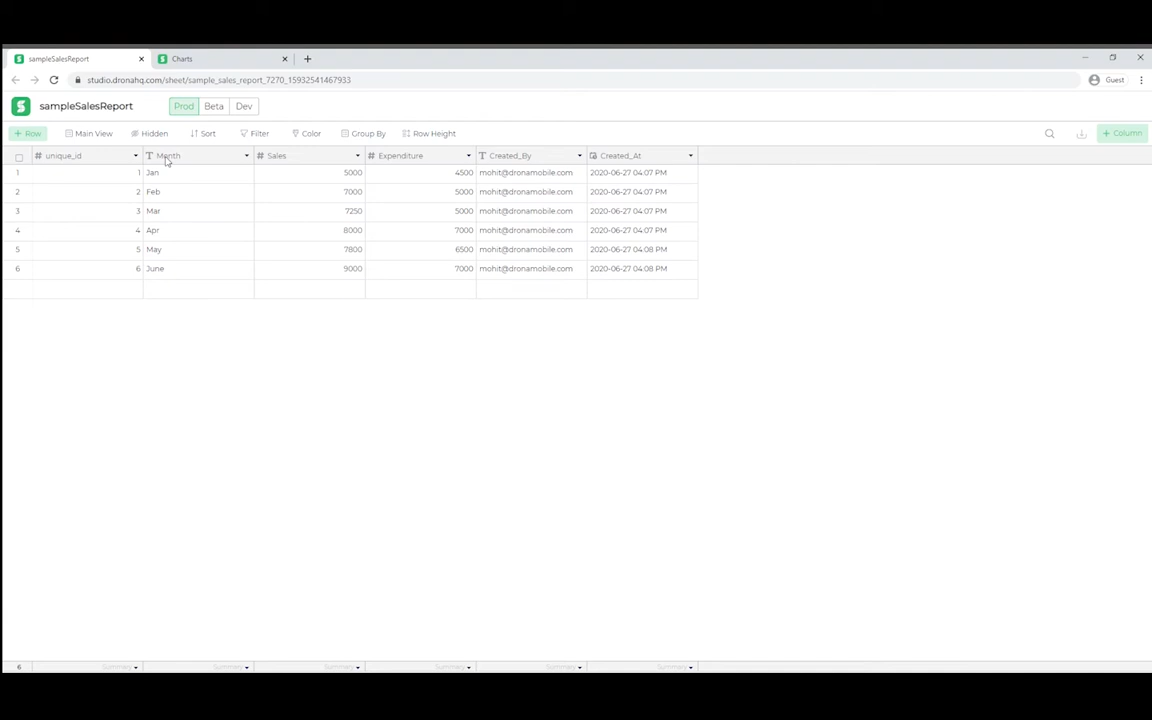 sampleSalesReport Charts
studio.dronahq.com/sheet/sample_sales_report_7270_15932541467933 Guest
sampleSalesReport Prod Beta Dev
+ Row Main View Hidden Sort Filter Color Group By Row Height + Column
# unique_id T Month # Sales # Expenditure T Created_By Created_At
1 1 Jan 5000 4500 mohit@dronamobile.com 2020-06-27 04:07 PM
2 2 Feb 7000 5000 mohit@dronamobile.com 2020-06-27 04:07 PM
3 3 Mar 7250 5000 mohit@dronamobile.com 2020-06-27 04:07 PM
4 4 Apr 8000 7000 mohit@dronamobile.com 2020-06-27 04:07 PM
5 5 May 7800 6500 mohit@dronamobile.com 2020-06-27 04:08 PM
6 6 June 9000 7000 mohit@dronamobile.com 2020-06-27 04:08 PM
6 Summary Summary Summary Summary Summary Summary